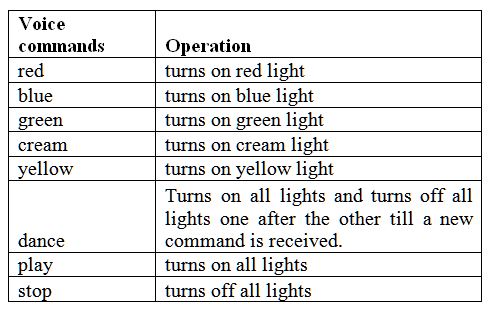 Voice
commands Operation
red turns on red light
blue turns on blue light
green turns on green light
cream turns on cream light
yellow turns on yellow light
dance Turns on all lights and turns off all
lights one after the other till a new
command is received.
play turns on all lights
stop turns off all lights